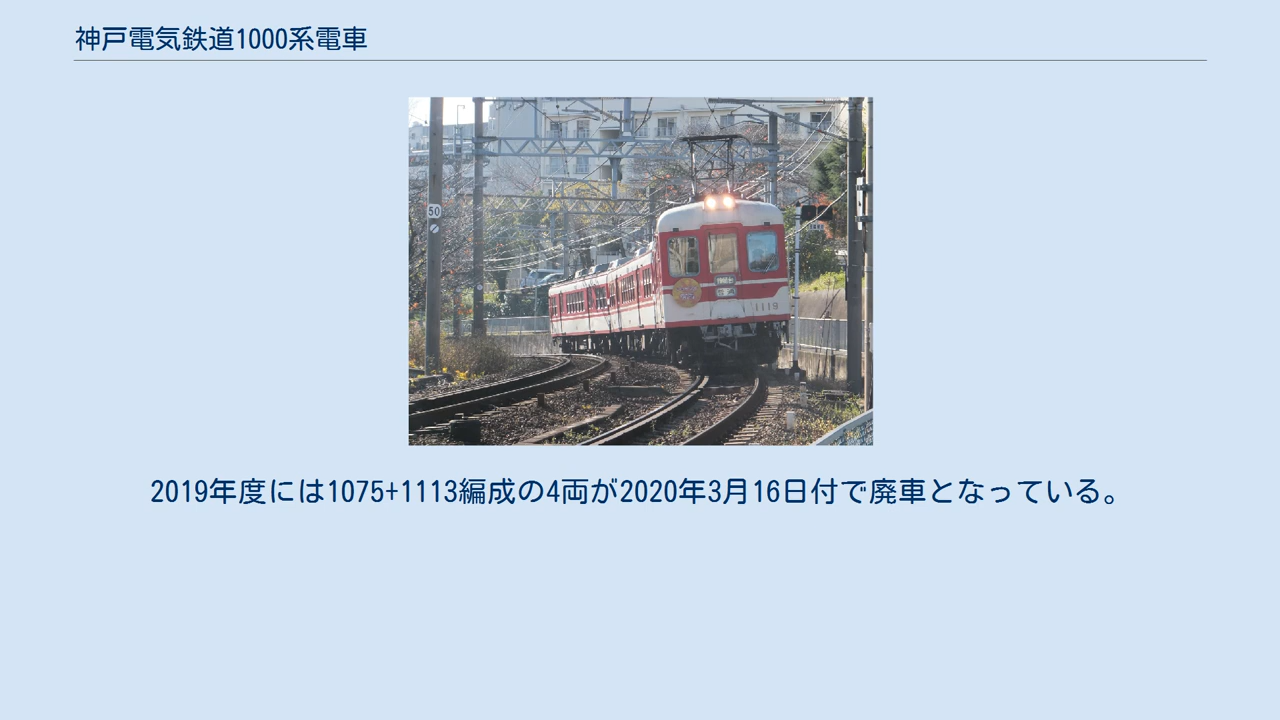 神戸電気鉄道1000系電車
50
1119
2019年度には1075+1113編成の4両が2020年3月16日付で廃車となっている。